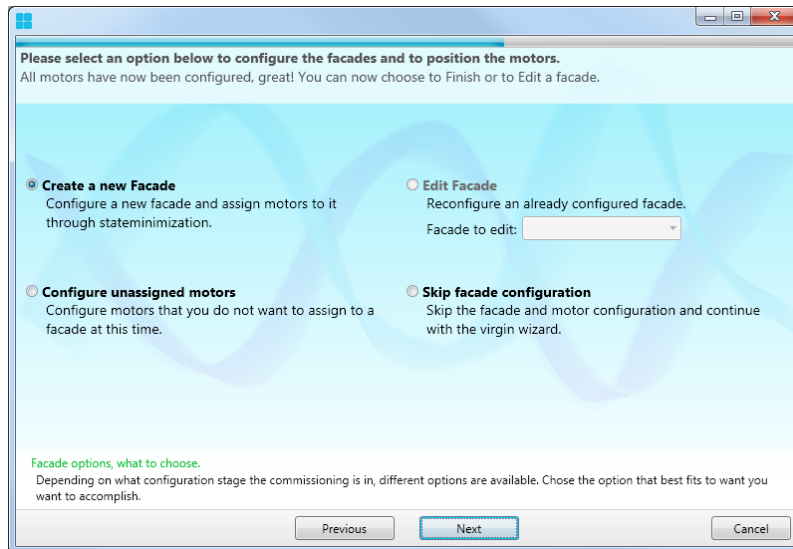 Please select an option below to configure the facades and to position the motors.
All motors have now been configured, great! You can now choose to Finish or to Edit a facade.
Create a new Facade
Configure a new facade and assign motors to it
through stateminimization.
Edit Facade
Reconfigure an already configured facade.
Facade to edit:
Configure unassigned motors
Configure motors that you do not want to assign to a
facade at this time.
Skip facade configuration
Skip the facade and motor configuration and continue
with the virgin wizard.
Facade options, what to choose.
Depending on what configuration stage the commissioning is in, different options are available. Chose the option that best fits to want you
want to accomplish.
Previous
Next
Cancel